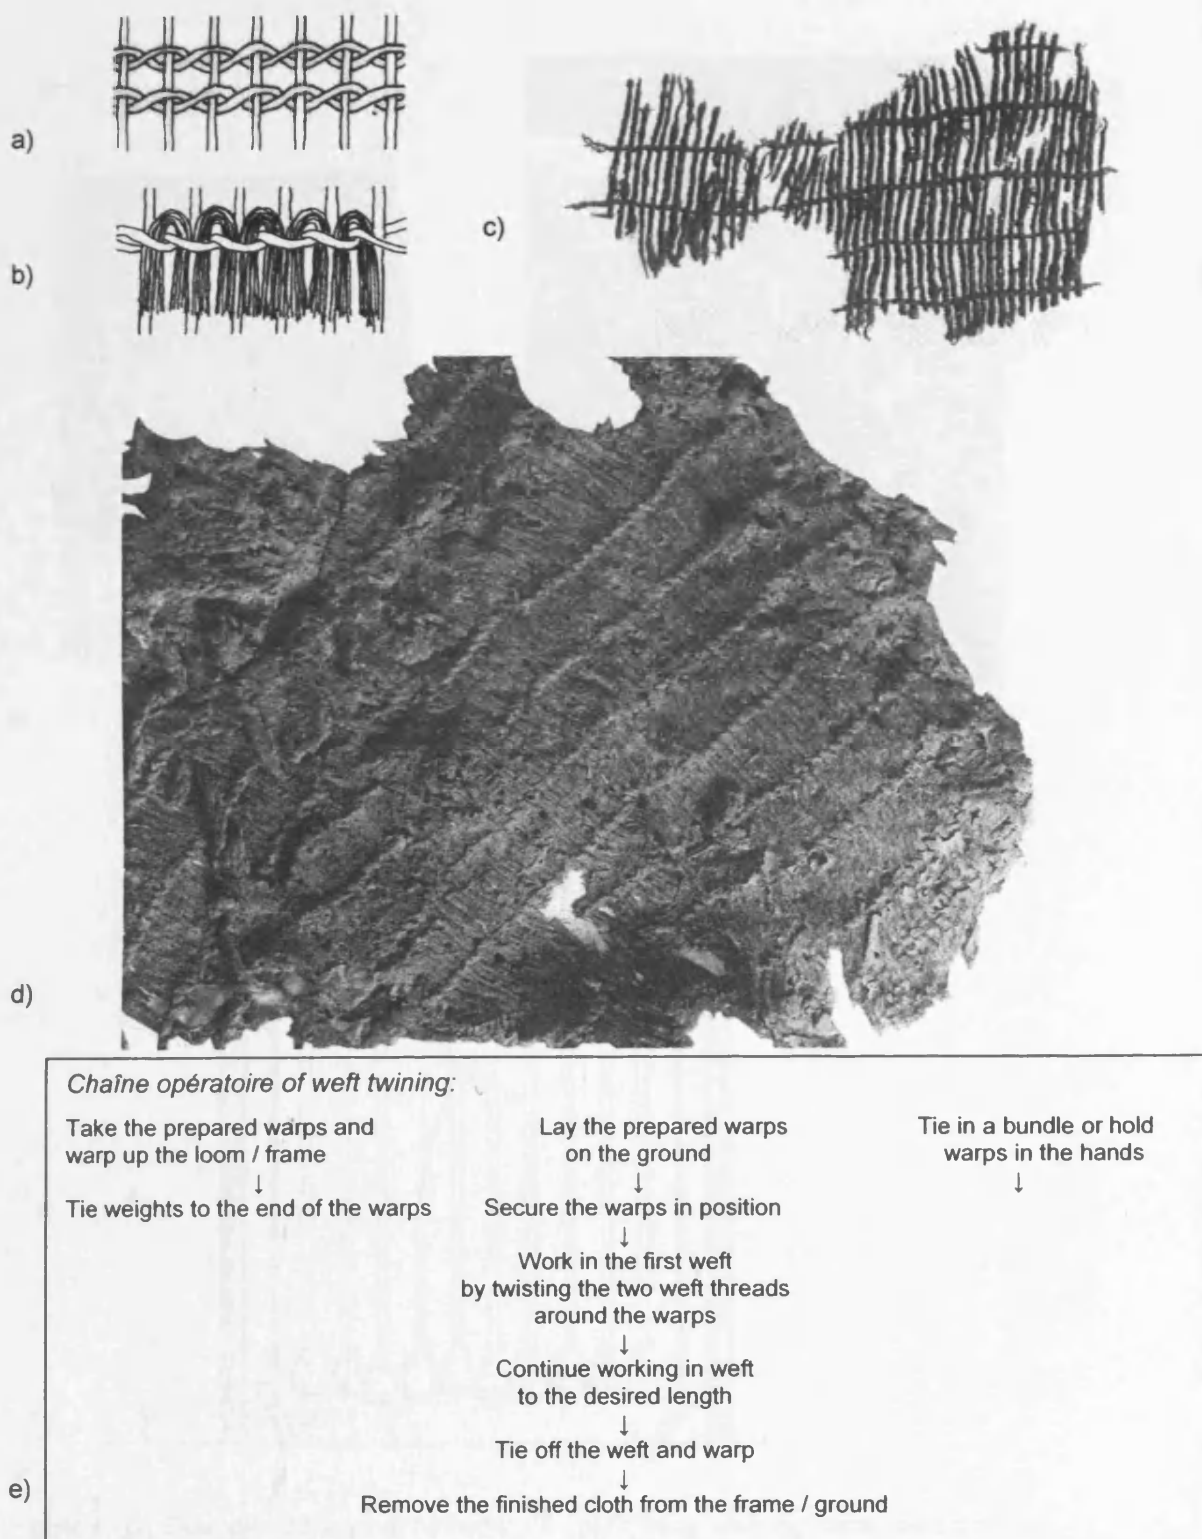 a)
b)
c)
d)
Chaîne opératoire of weft twining:
Take the prepared warps and
warp up the loom / frame
↓
Tie weights to the end of the warps
Lay the prepared warps
on the ground
↓
Secure the warps in position
↓
Tie in a bundle or hold
warps in the hands
↓
Work in the first weft
by twisting the two weft threads
around the warps
↓
Continue working in weft
to the desired length
↓
Tie off the weft and warp
↓
e)
Remove the finished cloth from the frame / ground